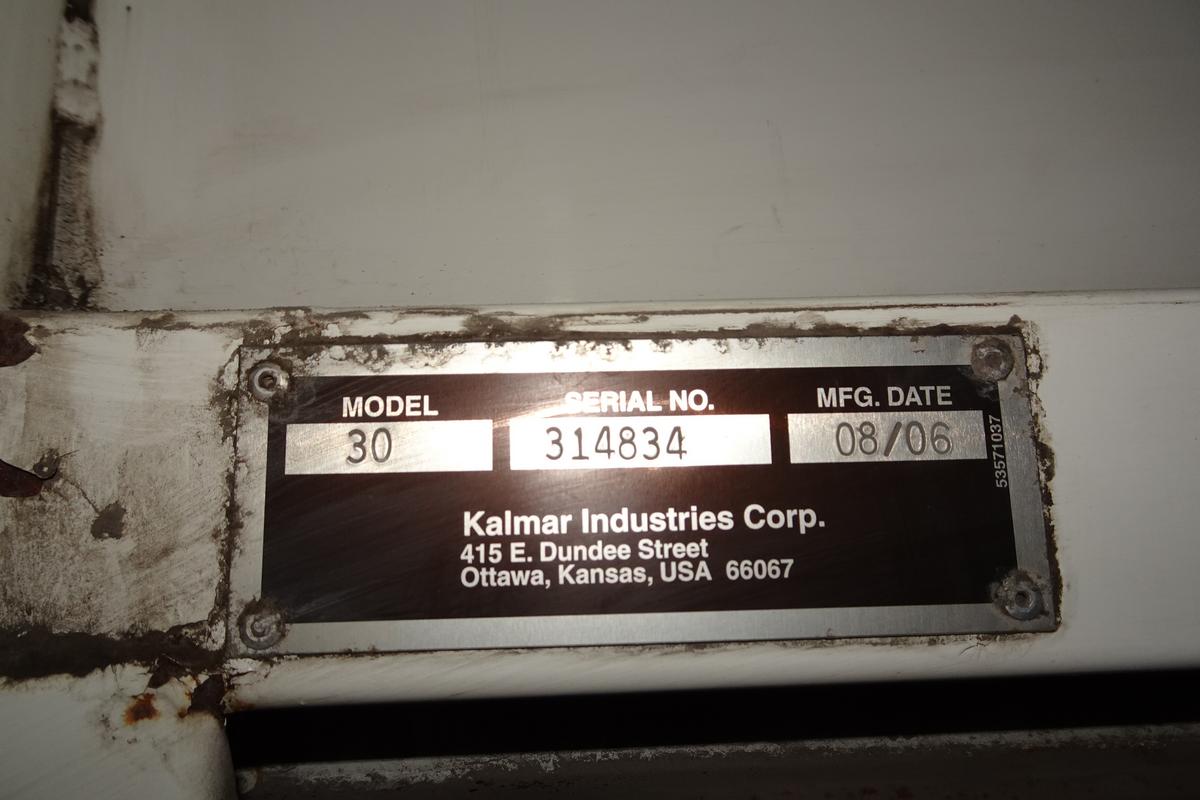 MODEL SERIAL NO. MFG. DATE
30 314834 08/06
53571037
Kalmar Industries Corp.
415 E. Dundee Street
Ottawa, Kansas, USA 66067